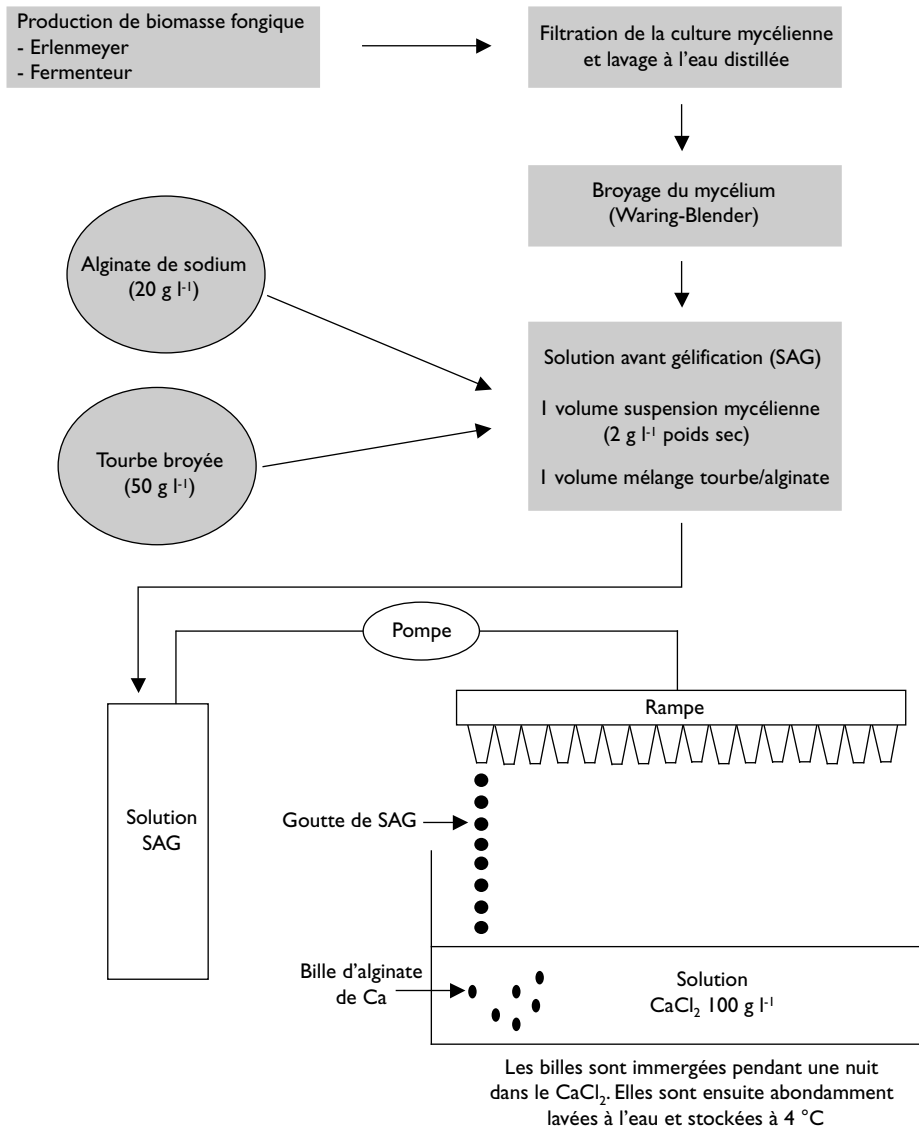 Production de biomasse fongique
- Erlenmeyer
- Fermenteur
Filtration de la culture mycélienne
et lavage à l’eau distillée
Broyage du mycélium
(Waring-Blender)
Alginate de sodium
(20 g l⁻¹)
Tourbe broyée
(50 g l⁻¹)
Solution avant gélification (SAG)
1 volume suspension mycélienne
(2 g l⁻¹ poids sec)
1 volume mélange tourbe/alginate
Pompe
Rampe
Solution
SAG
Goutte de SAG
Bille d’alginate
de Ca
Solution
CaCl₂ 100 g l⁻¹
Les billes sont immergées pendant une nuit
dans le CaCl₂. Elles sont ensuite abondamment
lavées à l’eau et stockées à 4 °C